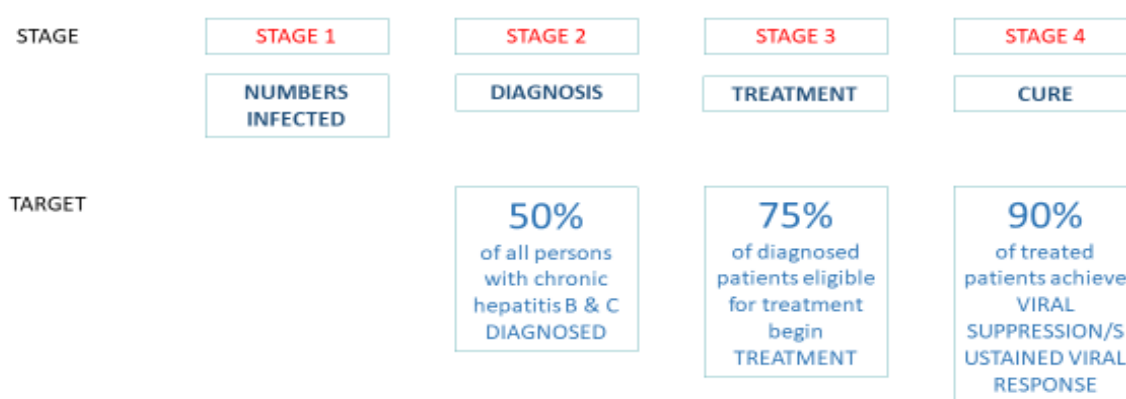 STAGE
STAGE 1
STAGE 2
STAGE 3
STAGE 4
NUMBERS
INFECTED
DIAGNOSIS
TREATMENT
CURE
TARGET
50%
of all persons
with chronic
hepatitis B & C
DIAGNOSED
75%
of diagnosed
patients eligible
for treatment
begin
TREATMENT
90%
of treated
patients achieve
VIRAL
SUPPRESSION/S
USTAINED VIRAL
RESPONSE